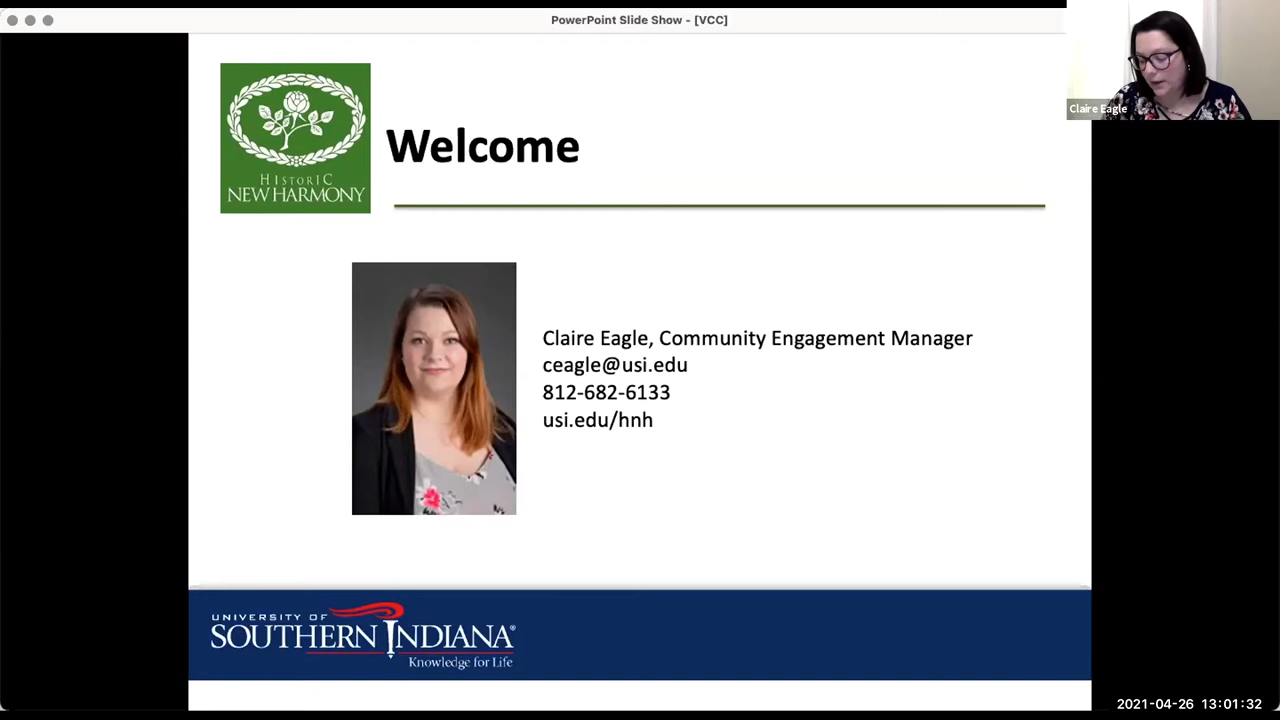 PowerPoint Slide Show - [VCC]
Claire Eagle
HISTORIC
NEW HARMONY
Welcome
Claire Eagle, Community Engagement Manager
ceagle@usi.edu
812-682-6133
usi.edu/hnh
UNIVERSITY OF
SOUTHERN INDIANA®
Knowledge for Life
2021-04-26 13:01:32